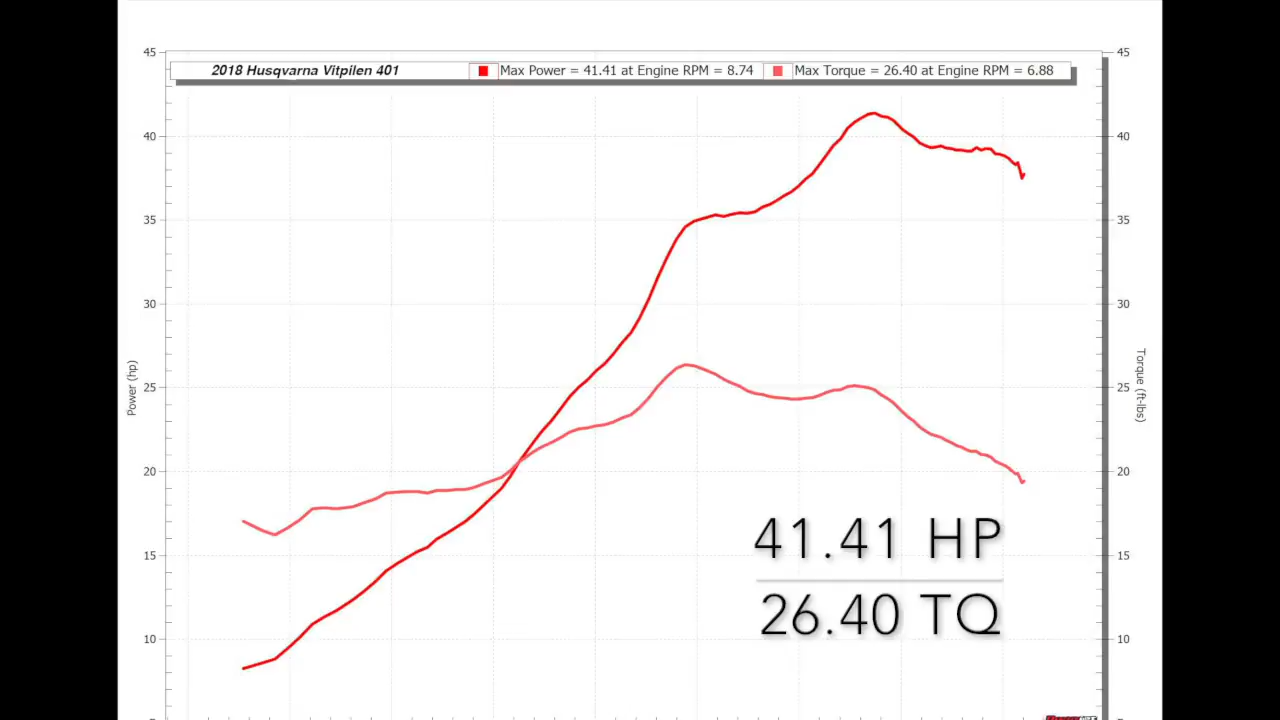 2018 Husqvarna Vitpilen 401
Max Power = 41.41 at Engine RPM = 8.74
Max Torque = 26.40 at Engine RPM = 6.88
45
40
35
30
25
20
15
10
Power (hp)
45
40
35
30
25
20
15
10
Torque (ft-lbs)
41.41 HP
26.40 TQ